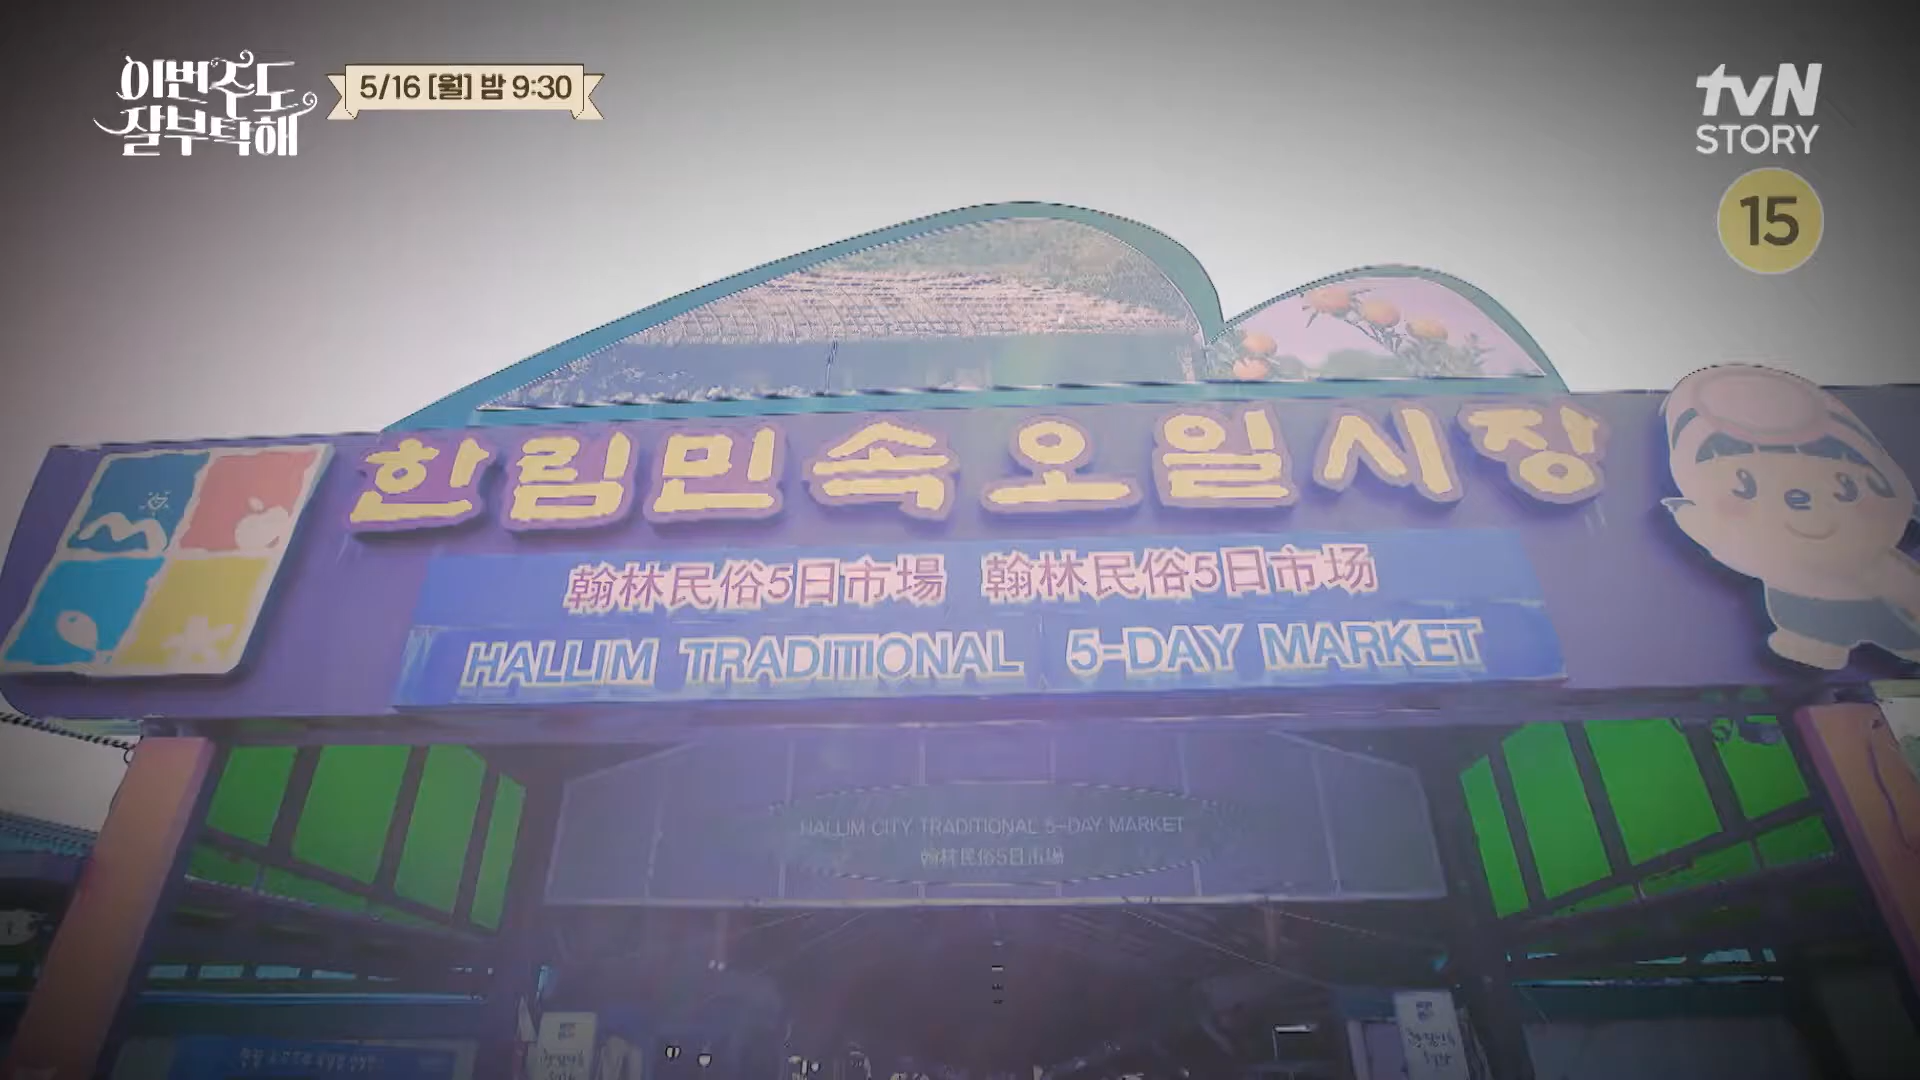 이번주도
잘부탁해
5/16 [월] 밤 9:30
tvN
STORY
15
한림민속오일시장
翰林民俗5日市場 翰林民俗5日市场
HALLIM TRADITIONAL 5-DAY MARKET
HALLIM CITY TRADITIONAL 5-DAY MARKET
翰林民俗5日市場